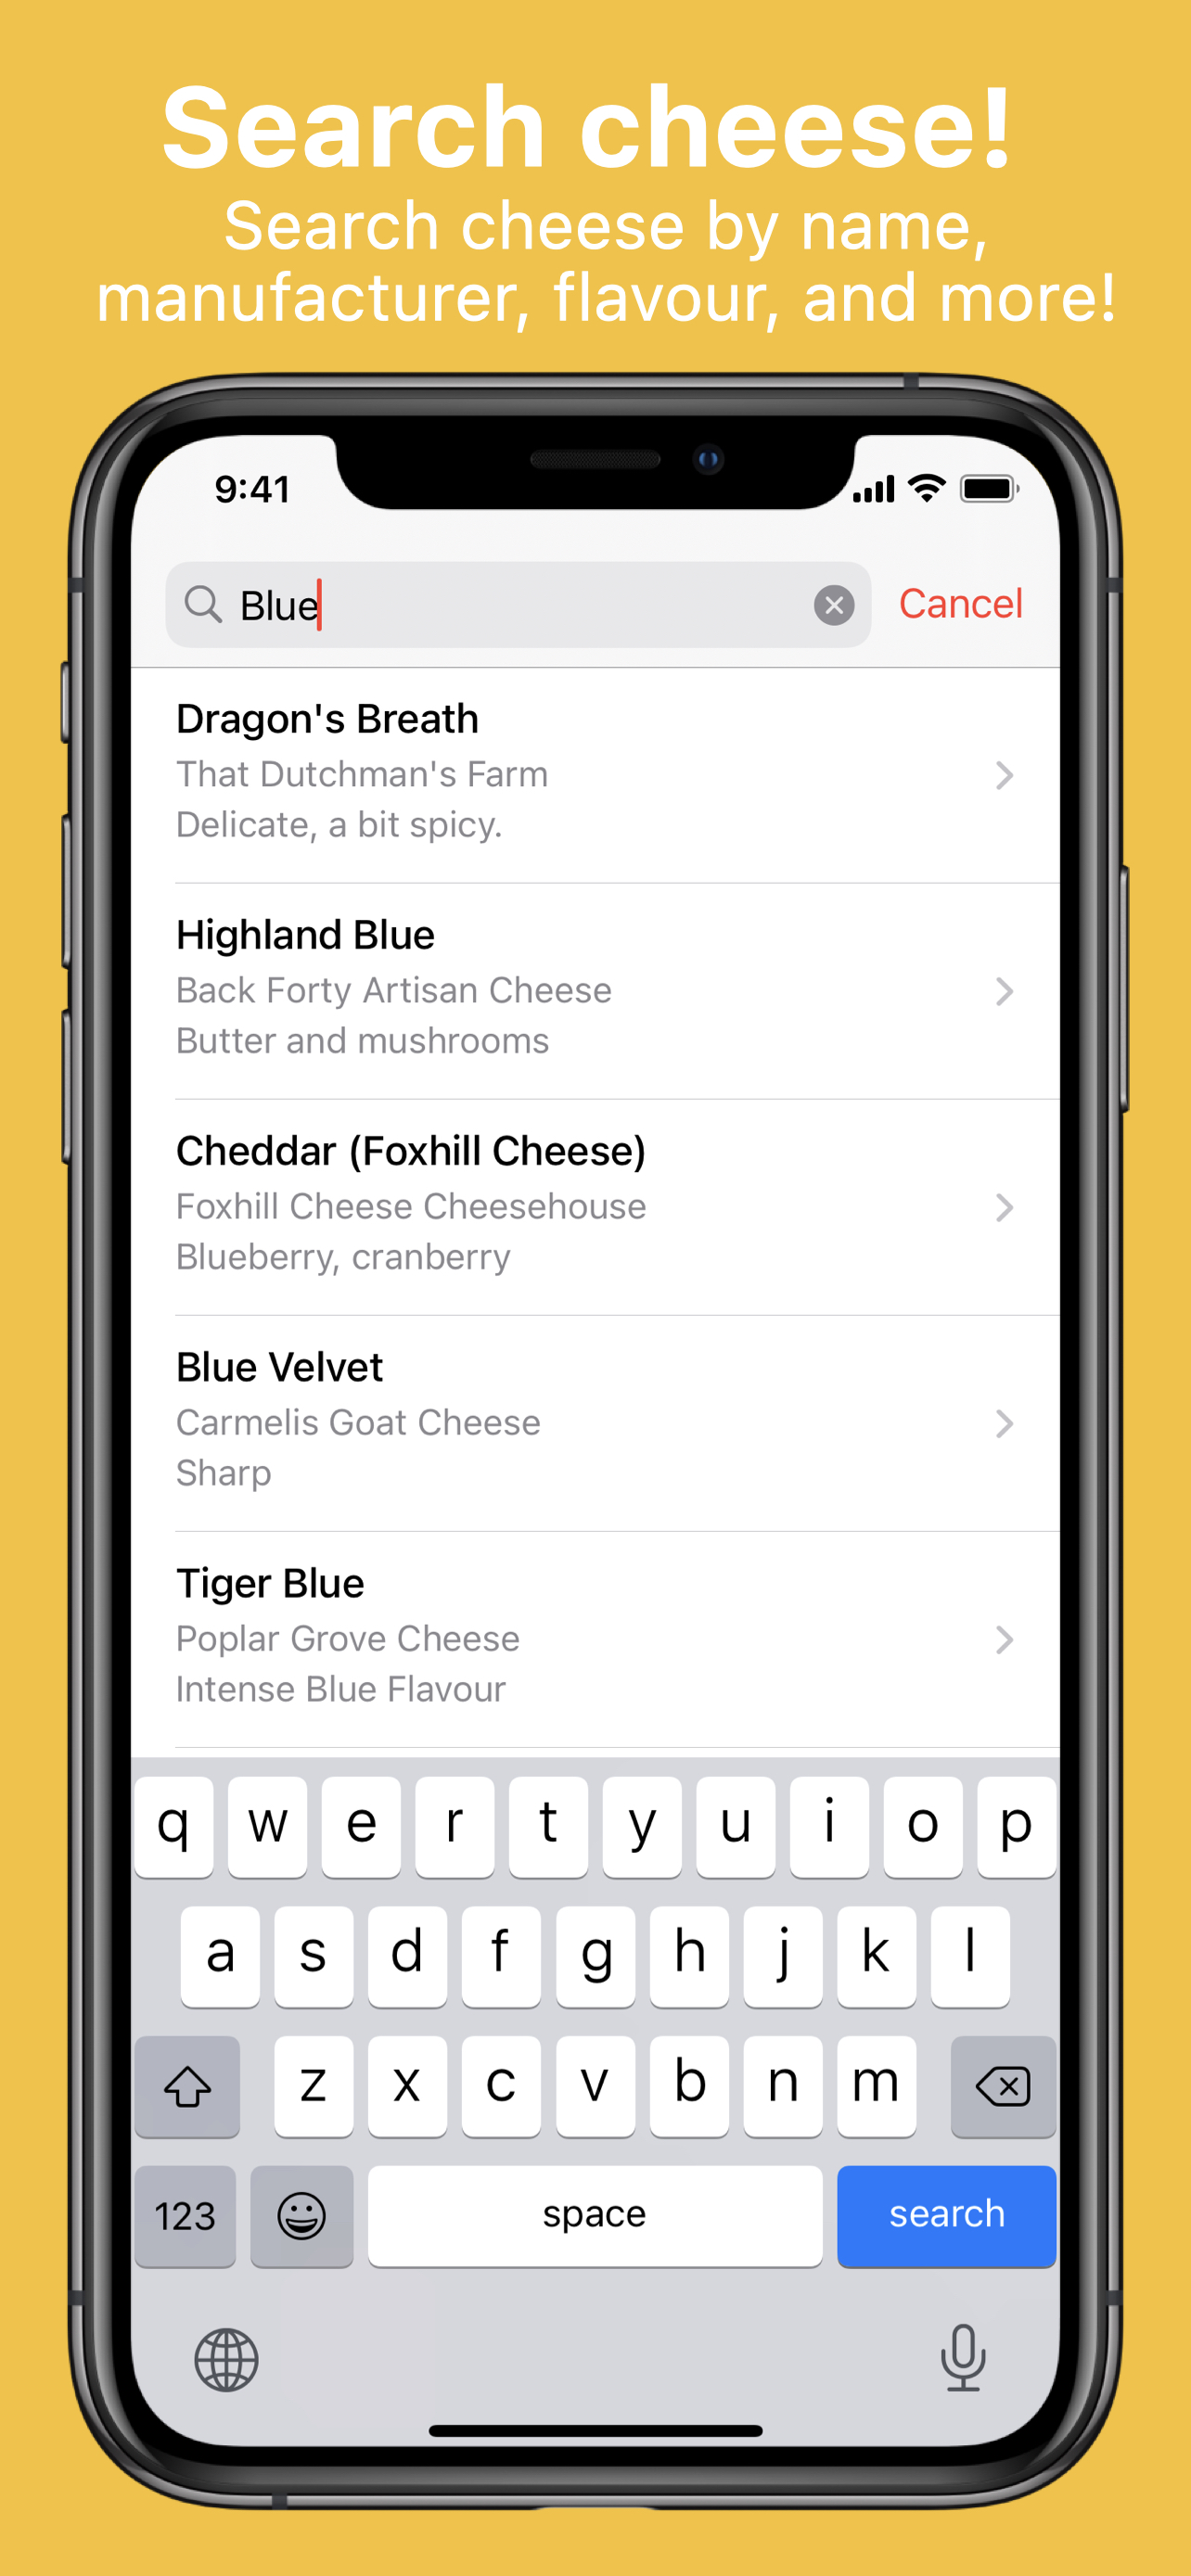 Search cheese!
Search cheese by name,
manufacturer, flavour, and more!
9:41
Blue
Cancel
Dragon's Breath
That Dutchman's Farm
Delicate, a bit spicy.
Highland Blue
Back Forty Artisan Cheese
Butter and mushrooms
Cheddar (Foxhill Cheese)
Foxhill Cheese Cheesehouse
Blueberry, cranberry
Blue Velvet
Carmelis Goat Cheese
Sharp
Tiger Blue
Poplar Grove Cheese
Intense Blue Flavour
q w e r t y u i o p
a s d f g h j k l
z x c v b n m
123 space search